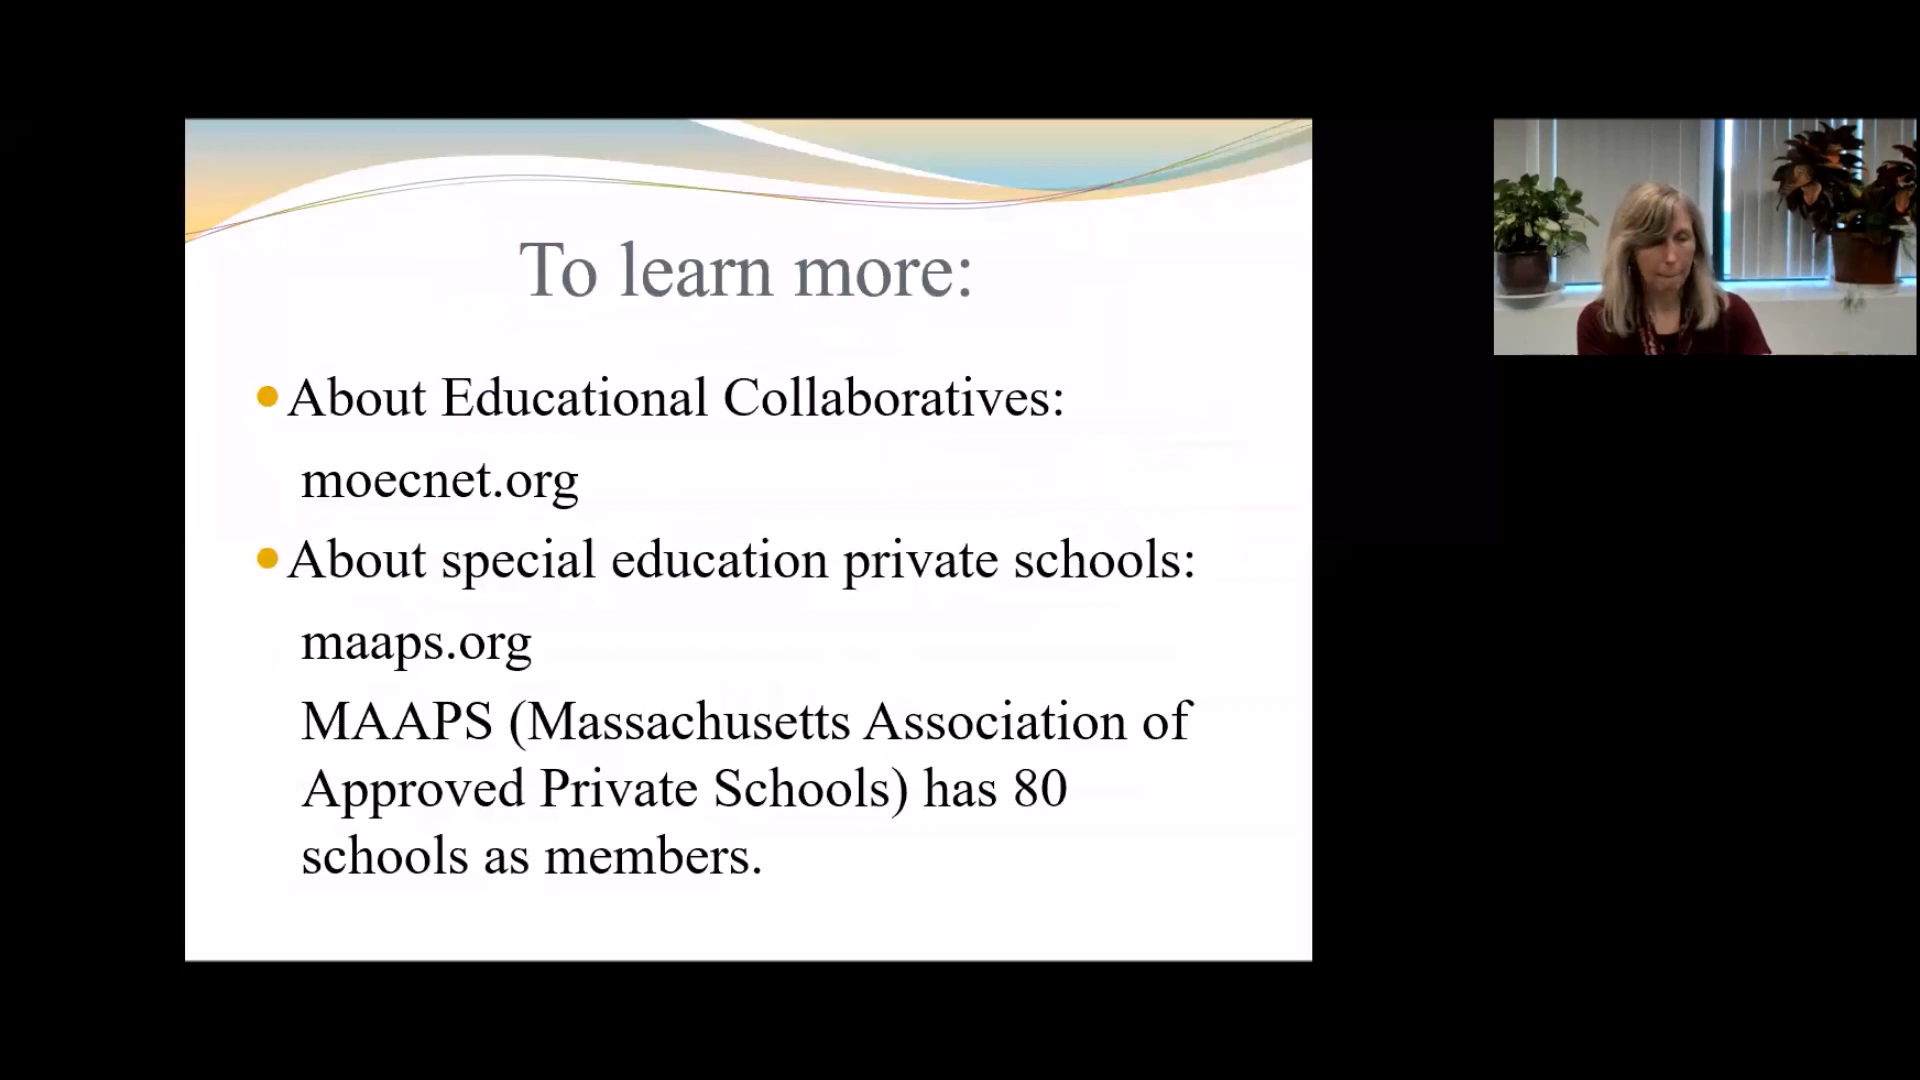 To learn more:
About Educational Collaboratives:
moecnet.org
About special education private schools:
maaps.org
MAAPS (Massachusetts Association of
Approved Private Schools) has 80
schools as members.